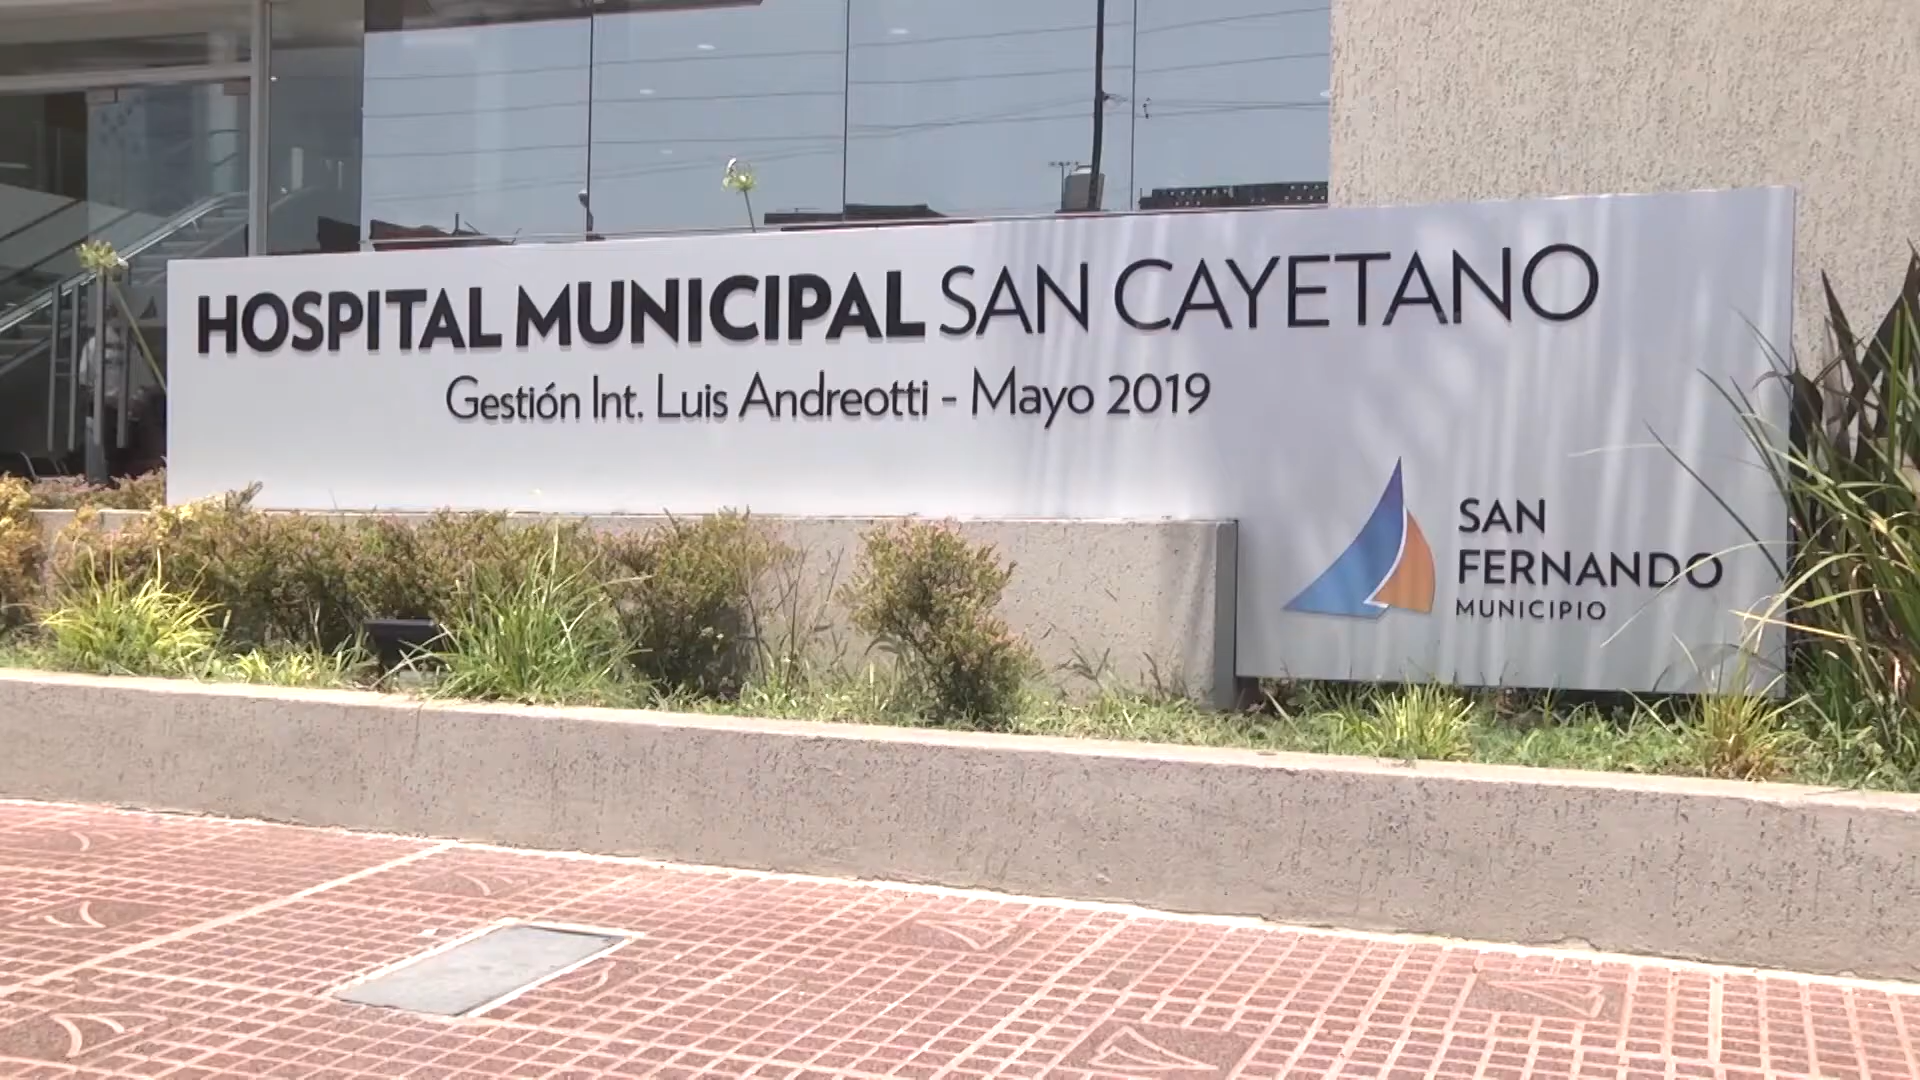 HOSPITAL MUNICIPAL SAN CAYETANO
Gestión Int. Luis Andreotti - Mayo 2019
SAN
FERNANDO
MUNICIPIO